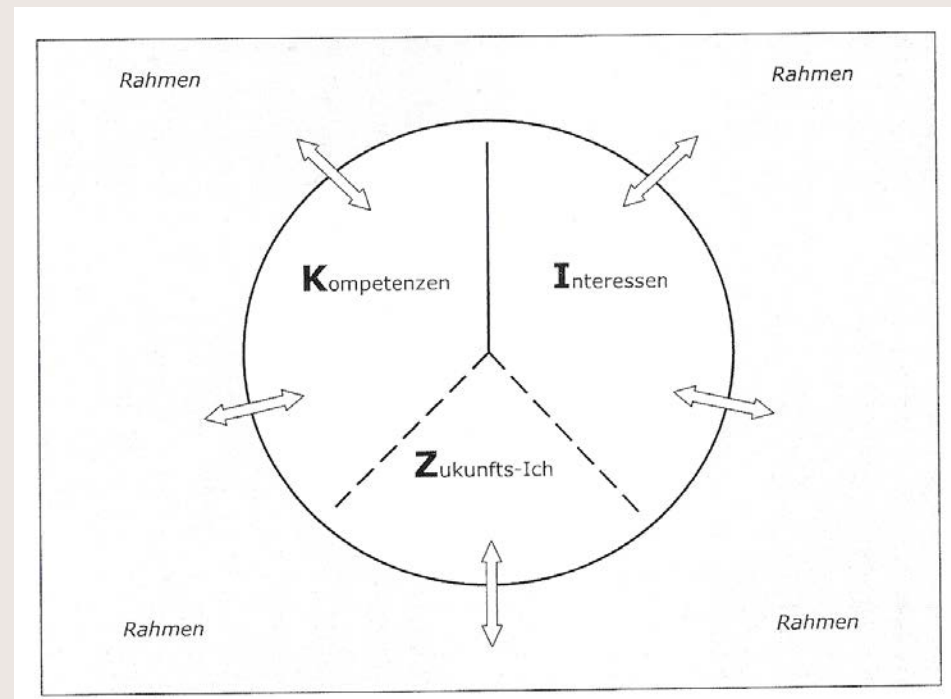 Rahmen
Rahmen
Kompetenzen
Interessen
Zukunfts-Ich
Rahmen
Rahmen